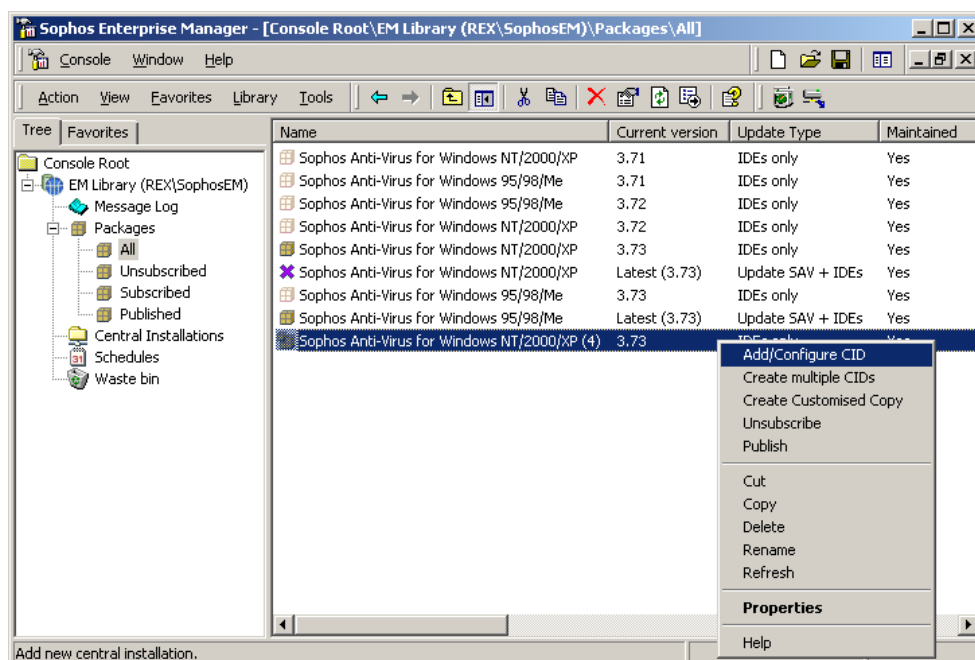 Sophos Enterprise Manager - [Console Root\EM Library (REX\SophosEM)\Packages\All]
Console Window Help
Action View Favorites Library Tools
Tree Favorites
Console Root
EM Library (REX\SophosEM)
Message Log
Packages
All
Unsubscribed
Subscribed
Published
Central Installations
31 Schedules
Waste bin
Name Current version Update Type Maintained
Sophos Anti-Virus for Windows NT/2000/XP 3.71 IDEs only Yes
Sophos Anti-Virus for Windows 95/98/Me 3.71 IDEs only Yes
Sophos Anti-Virus for Windows 95/98/Me 3.72 IDEs only Yes
Sophos Anti-Virus for Windows NT/2000/XP 3.72 IDEs only Yes
Sophos Anti-Virus for Windows NT/2000/XP 3.73 IDEs only Yes
Sophos Anti-Virus for Windows NT/2000/XP Latest (3.73) Update SAV + IDEs Yes
Sophos Anti-Virus for Windows 95/98/Me 3.73 IDEs only Yes
Sophos Anti-Virus for Windows 95/98/Me Latest (3.73) Update SAV + IDEs Yes
Sophos Anti-Virus for Windows NT/2000/XP (4) 3.73 IDEs only Yes
Add/Configure CID
Create multiple CIDs
Create Customised Copy
Unsubscribe
Publish
Cut
Copy
Delete
Rename
Refresh
Properties
Help
Add new central installation.